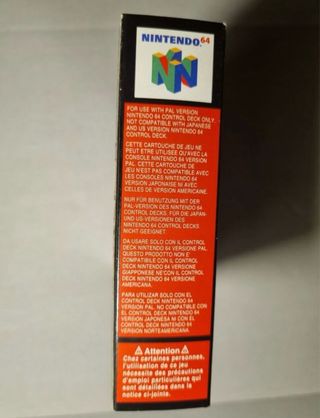 NINTENDO 64
FOR USE WITH PAL VERSION
NINTENDO 64 CONTROL DECK ONLY.
NOT COMPATIBLE WITH JAPANESE
AND US VERSION NINTENDO 64
CONTROL DECK.
CETTE CARTOUCHE DE JEU NE
PEUT ETRE UTILISÉE QU'AVEC LA
CONSOLE NINTENDO 64 VERSION
PAL. CETTE CARTOUCHE DE
JEU N'EST PAS COMPATIBLE AVEC
LES CONSOLES NINTENDO 64
VERSION JAPONAISE NI AVEC
CELLES DE VERSION AMERICAINE.
NUR FÜR BENUTZUNG MIT DER
PAL-VERSION DES NINTENDO 64
CONTROL DECKS. FÜR DIE JAPAN-
UND US-VERSIONEN DES
NINTENDO 64 CONTROL DECKS
NICHT GEEIGNET.
DA USARE SOLO CON IL CONTROL
DECK NINTENDO 64 VERSIONE PAL.
QUESTO PRODOTTO NON E'
COMPATIBILE CON IL CONTROL
DECK NINTENDO 64 VERSIONE
GIAPPONESE NE'CON IL CONTROL
DECK NINTENDO 64 VERSIONE
AMERICANA.
PARA UTILIZAR SOLO CON EL
CONTROL DECK NINTENDO 64
VERSION PAL. NO COMPATIBLE CON
EL CONTROL DECK NINTENDO 64
VERSION JAPONESA NI CON EL
CONTROL DECK NINTENDO 64
VERSION NORTEAMERICANA.
⚠ Attention ⚠
Chez certaines personnes,
l'utilisation de ce jeu
nécessite des précautions
d'emploi particulières qui
sont détaillées dans la
notice ci-jointe.